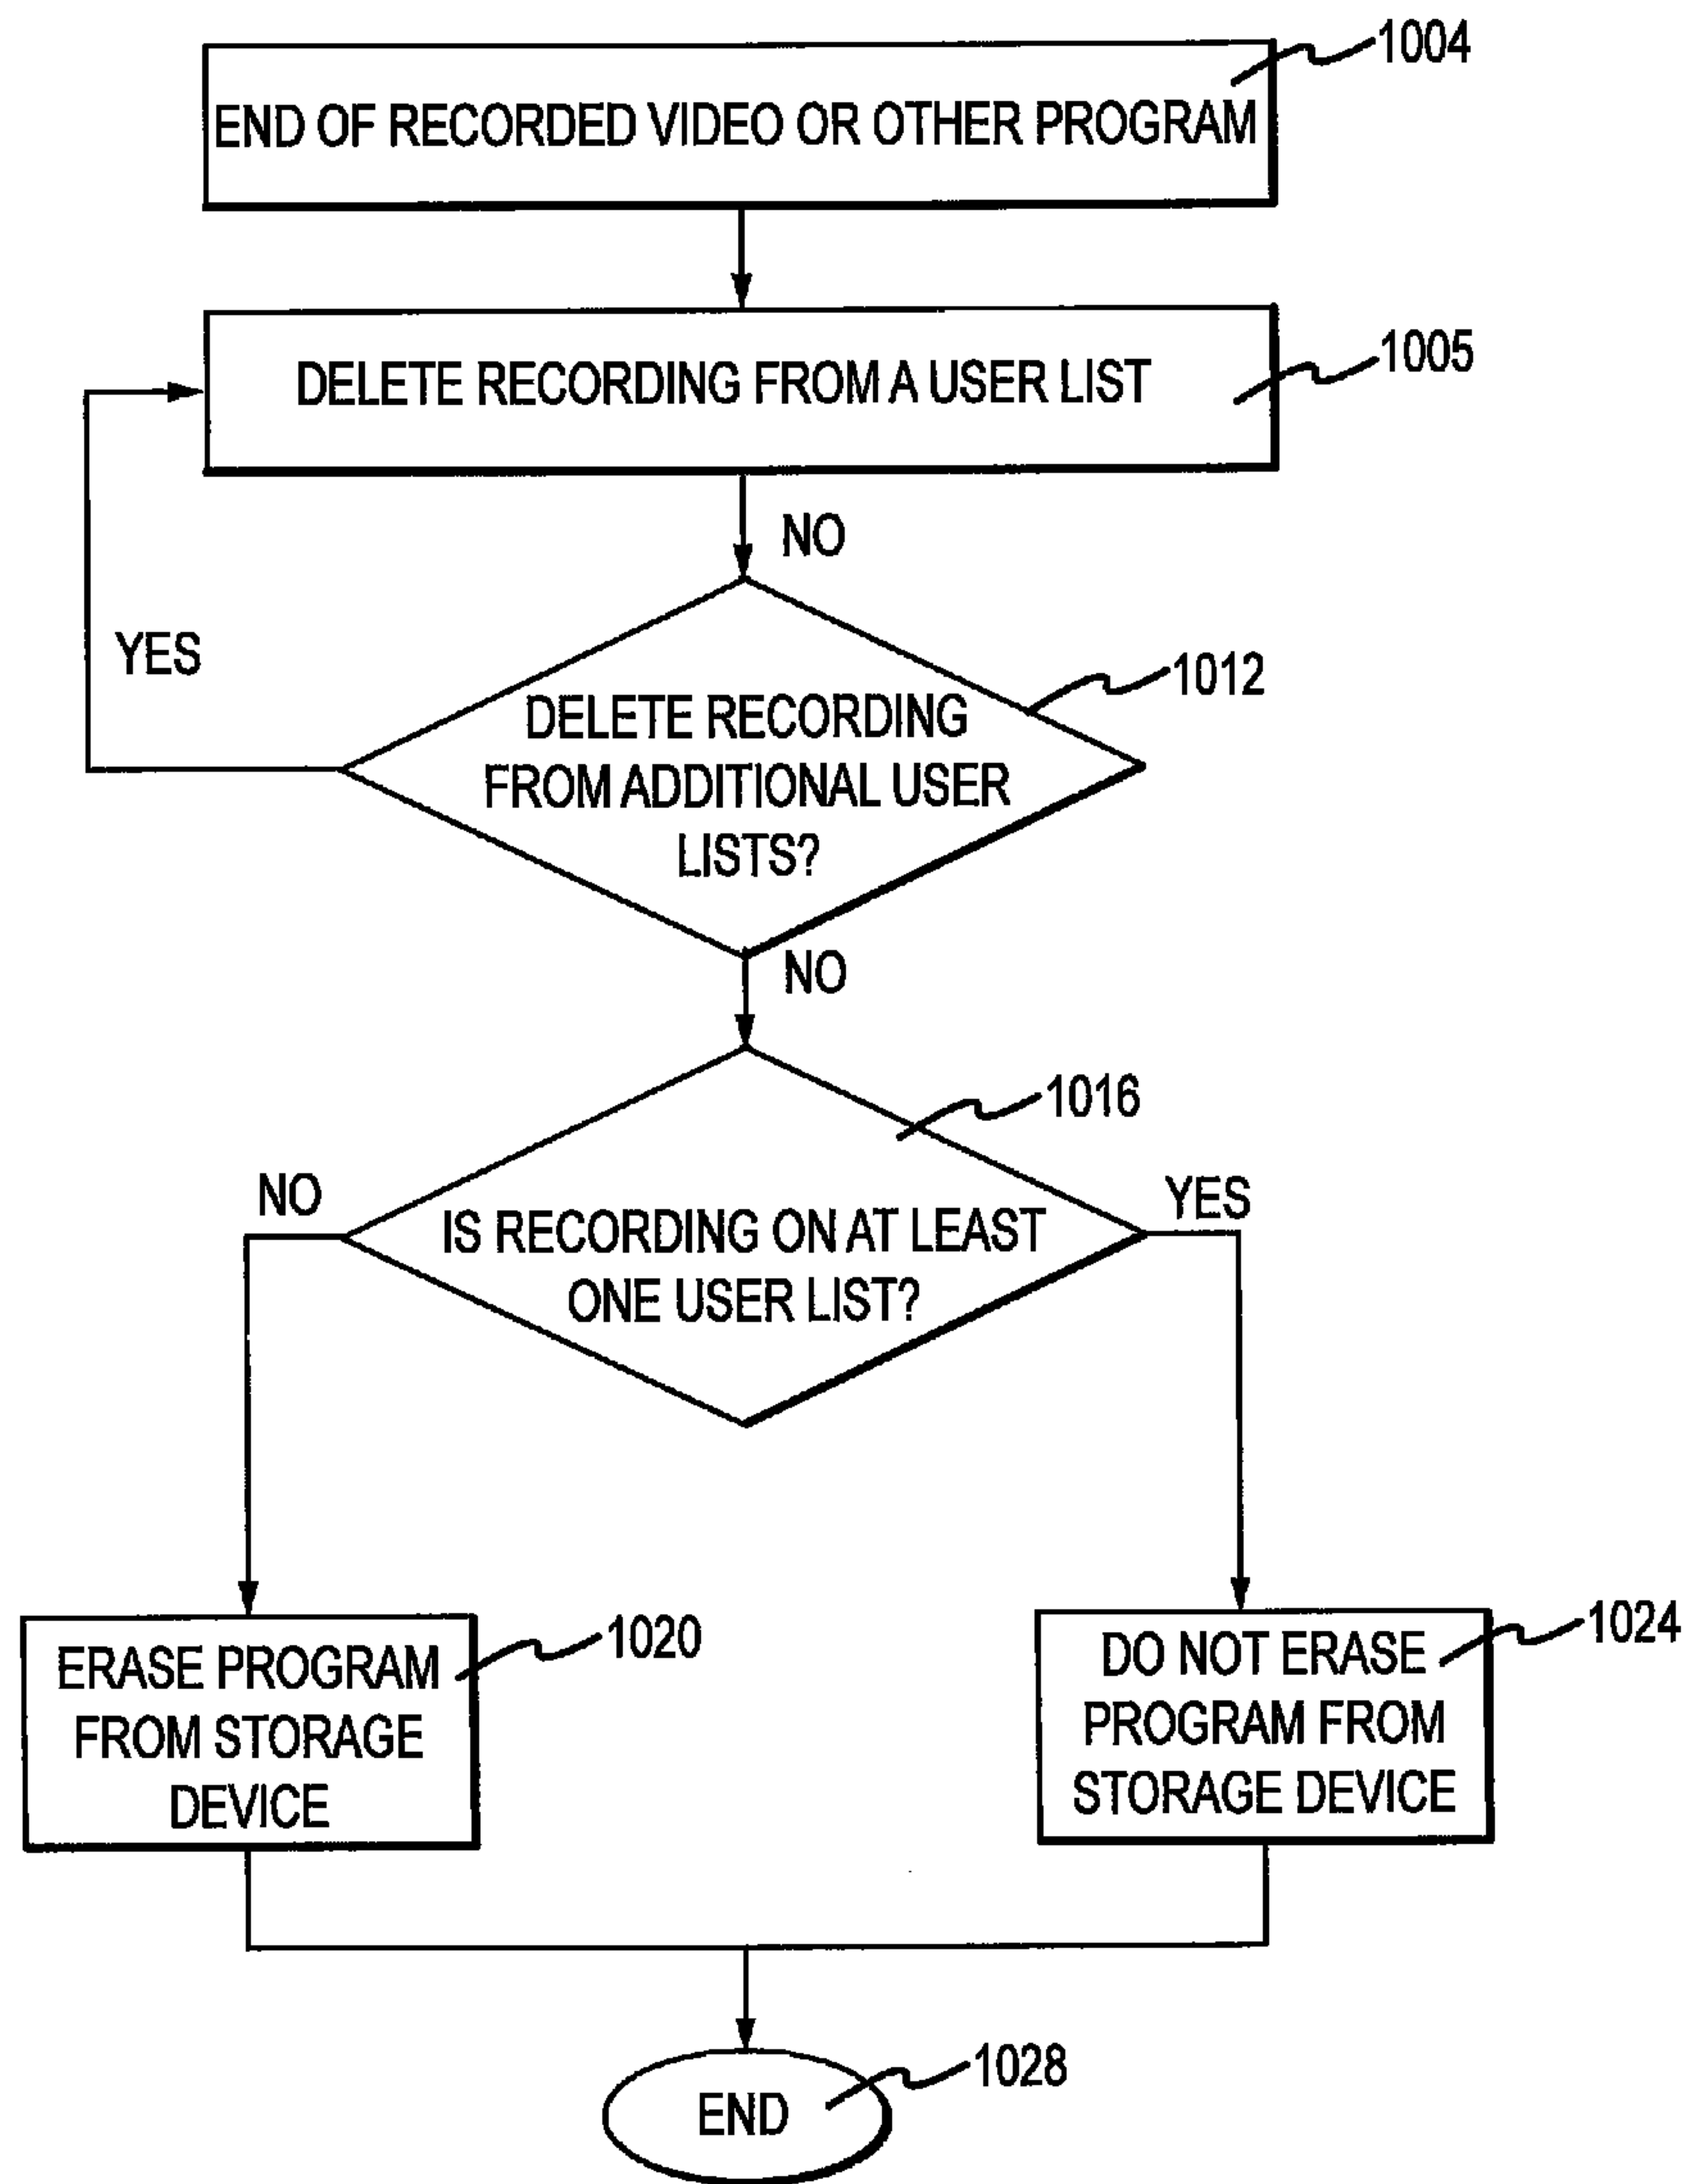 1004
END OF RECORDED VIDEO OR OTHER PROGRAM
1005
DELETE RECORDING FROM A USER LIST
NO
YES
1012
DELETE RECORDING
FROM ADDITIONAL USER
LISTS?
NO
1016
NO
YES
IS RECORDING ON AT LEAST
ONE USER LIST?
1020
ERASE PROGRAM
FROM STORAGE
DEVICE
1024
DO NOT ERASE
PROGRAM FROM
STORAGE DEVICE
1028
END